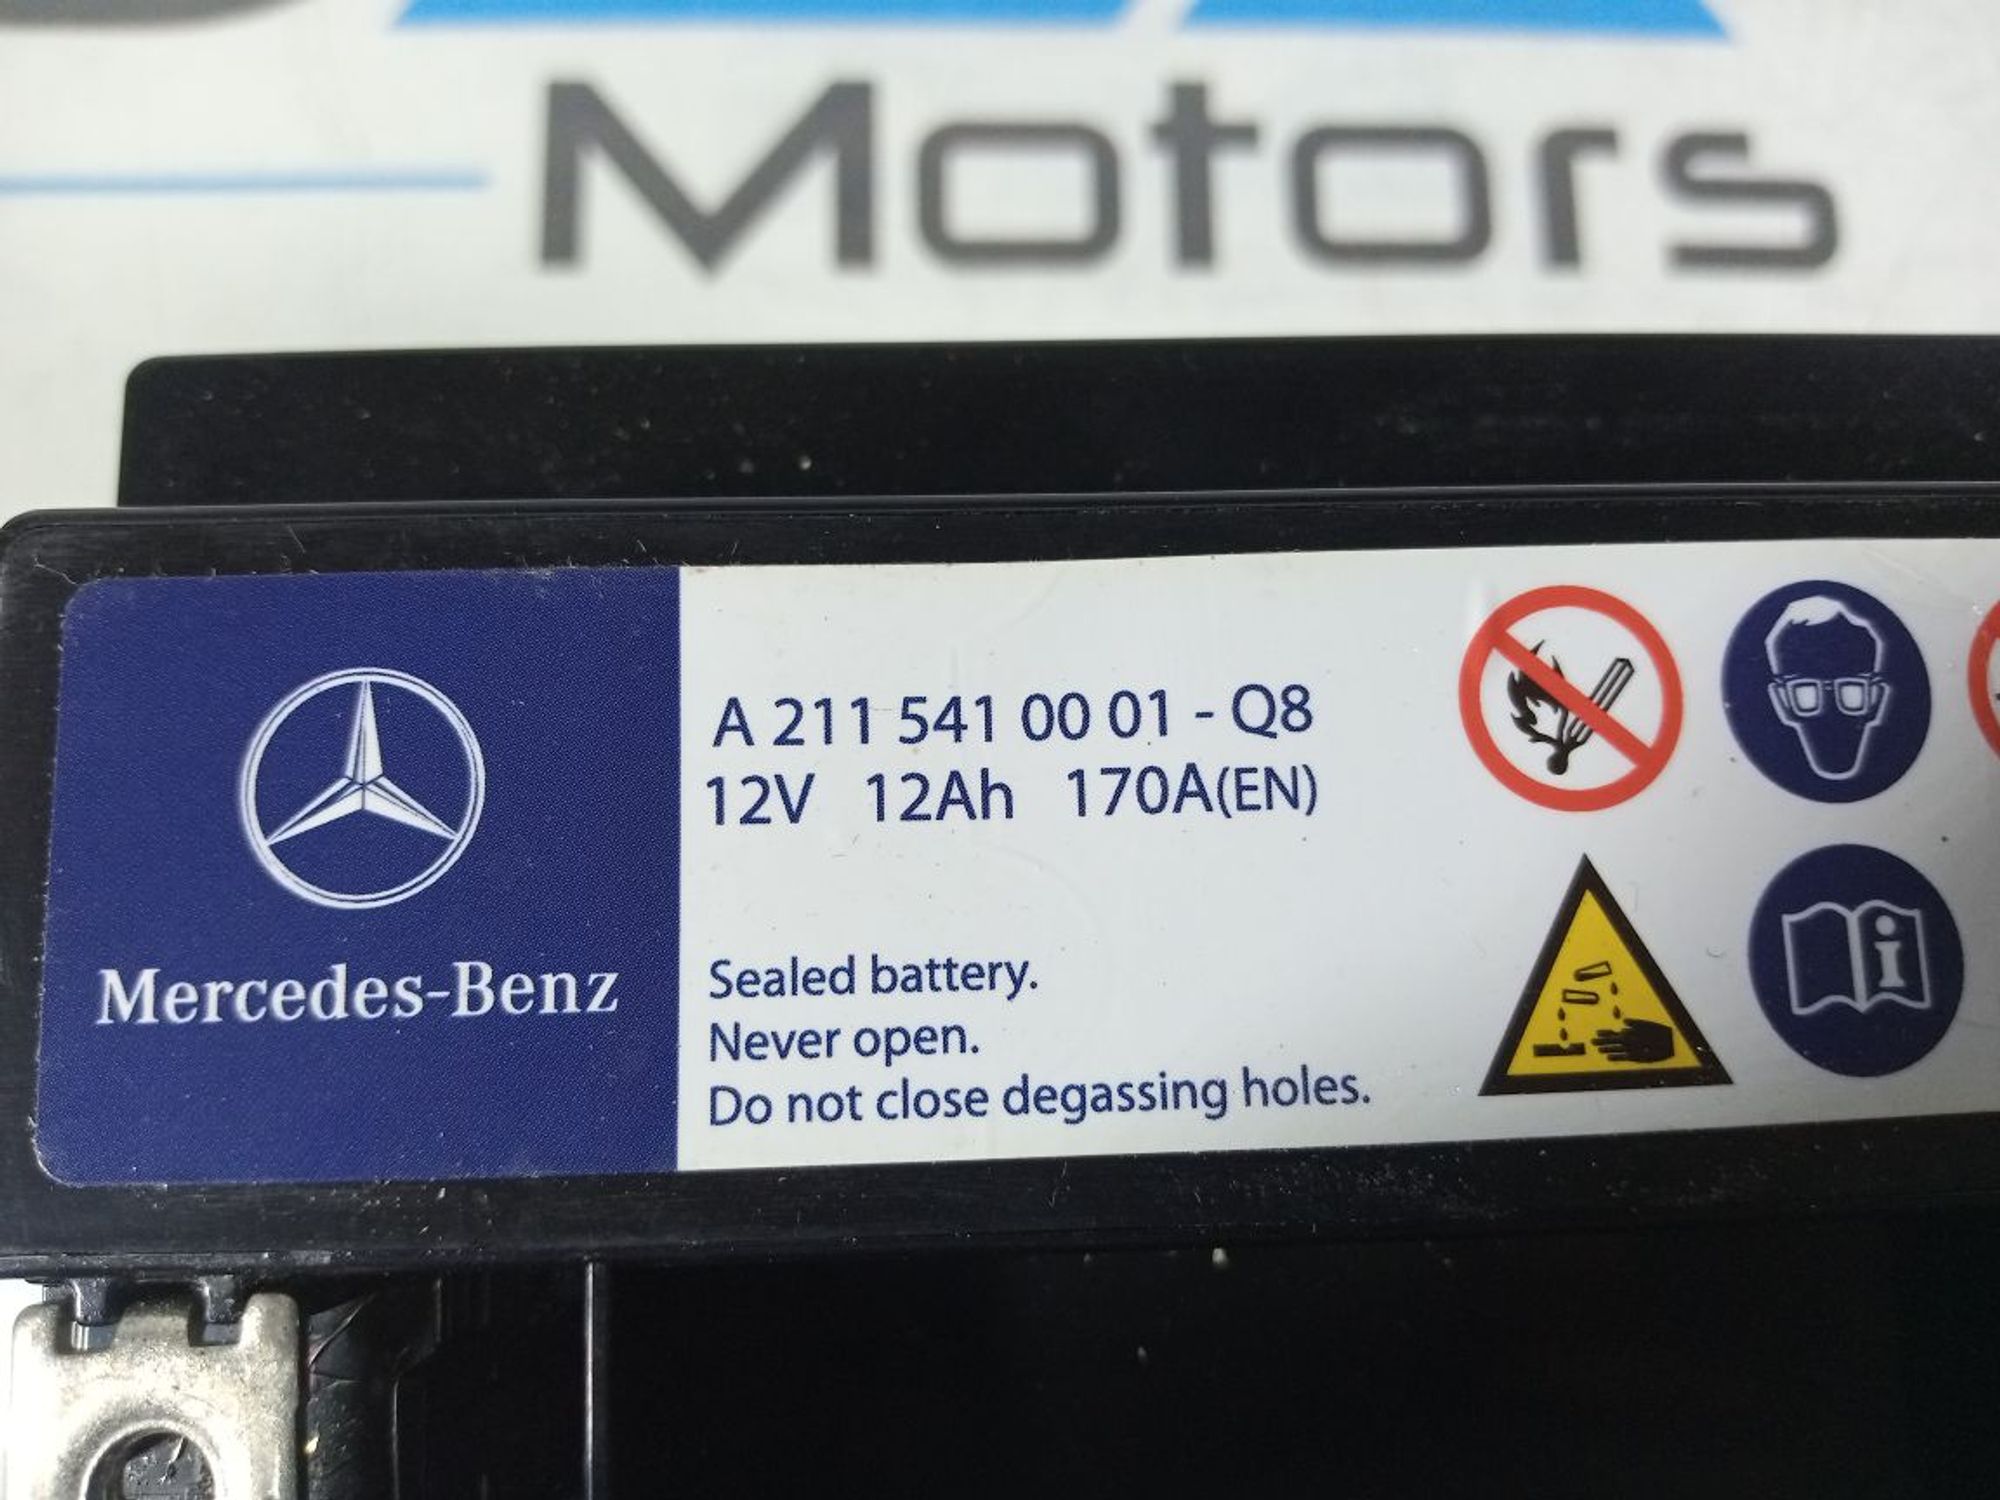 Motors
A 211 541 00 01 - Q8
12V 12Ah 170A(EN)
Mercedes-Benz
Sealed battery.
Never open.
Do not close degassing holes.